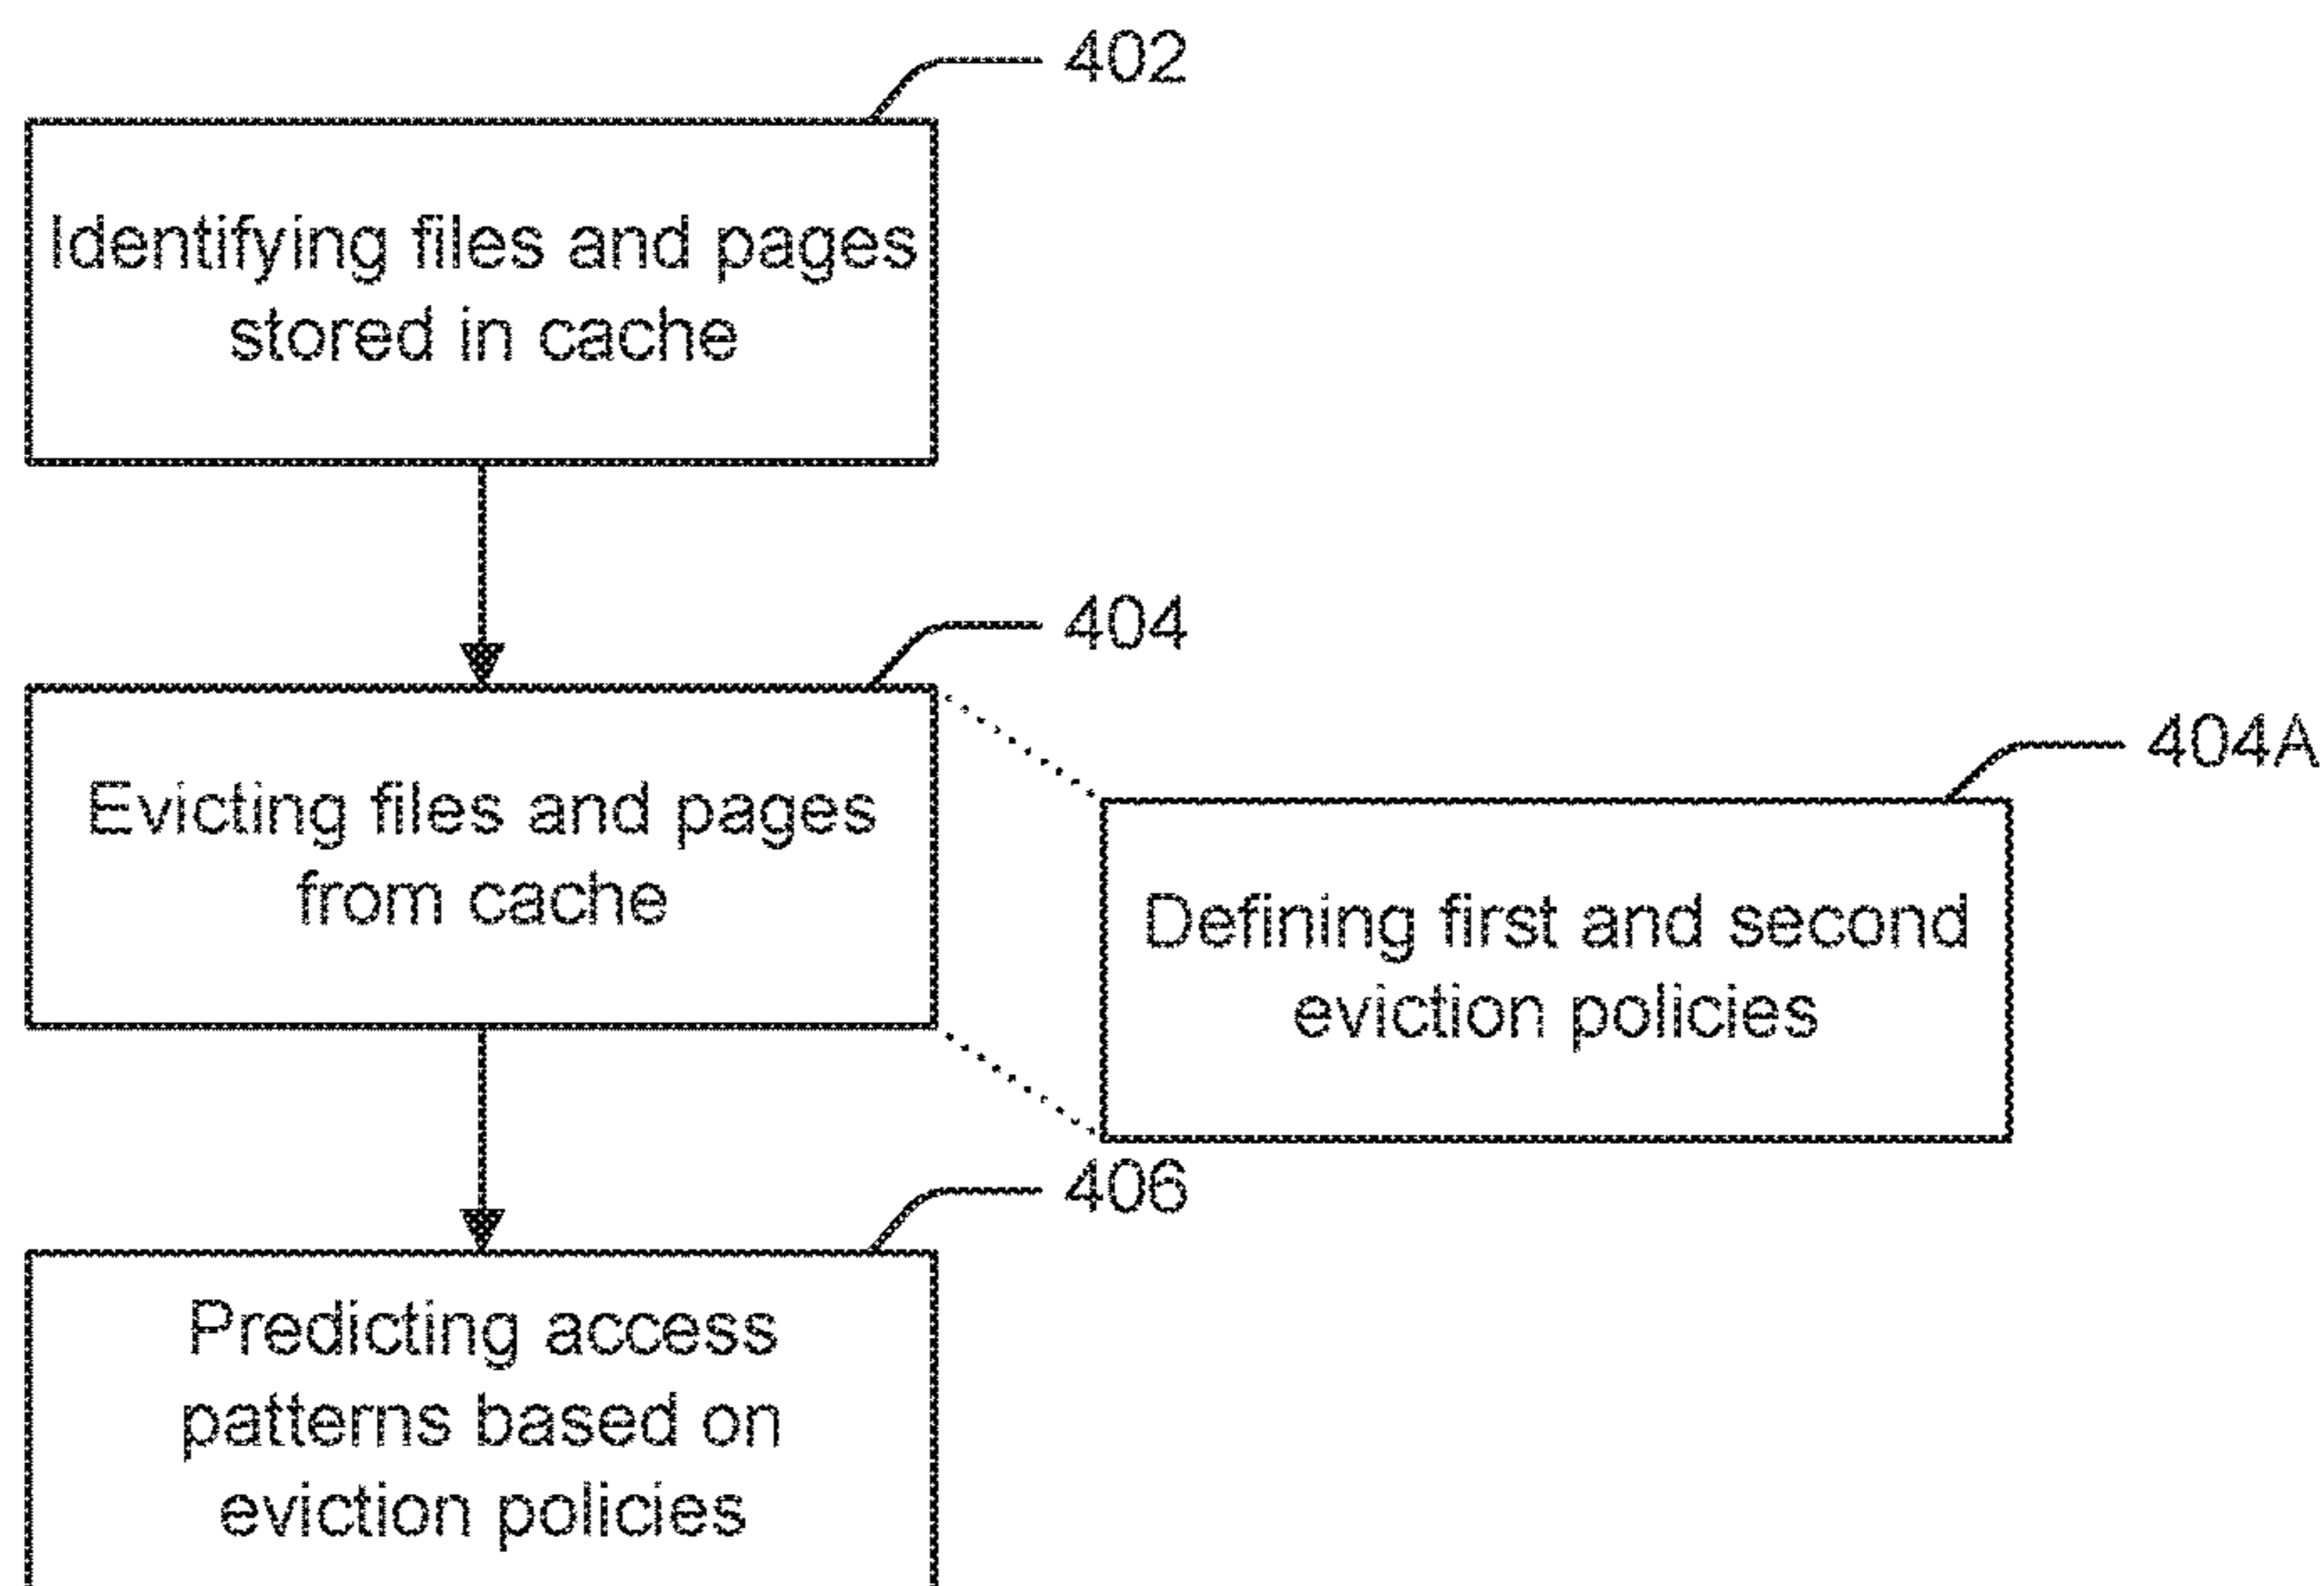 402
Identifying files and pages
stored in cache
404
Evicting files and pages
from cache
404A
Defining first and second
eviction policies
406
Predicting access
patterns based on
eviction policies